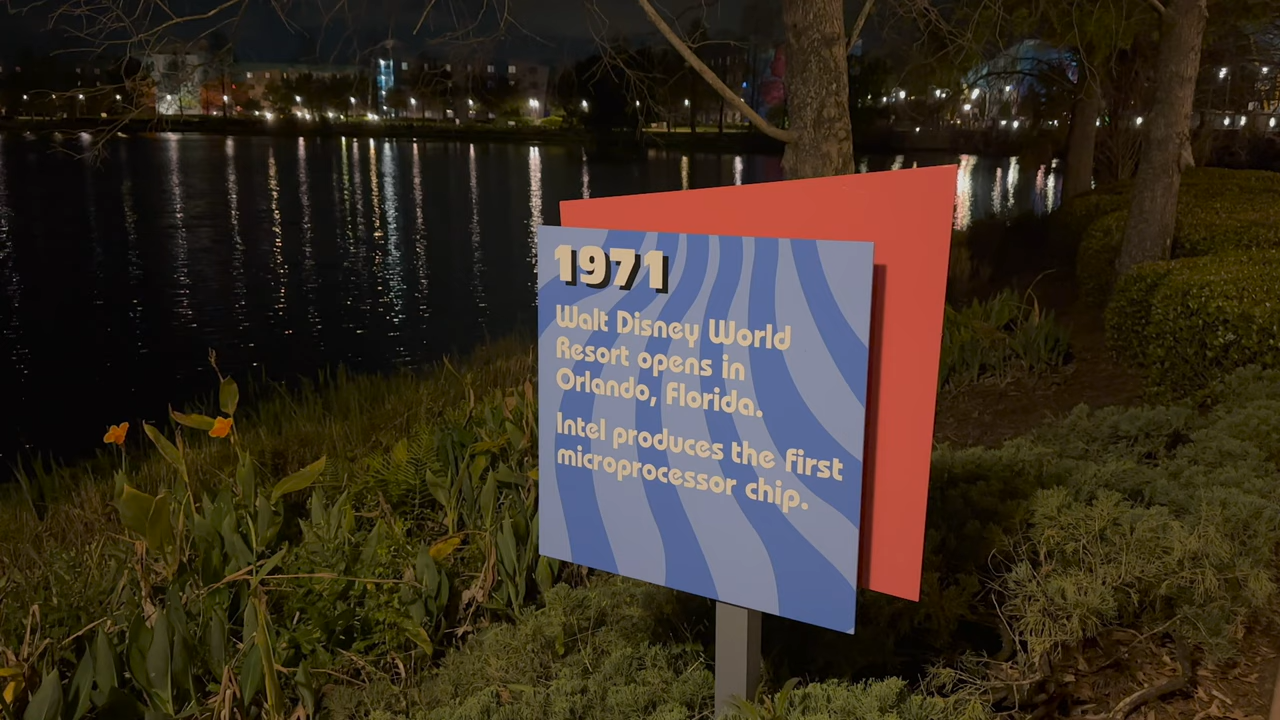 1971
Walt Disney World
Resort opens in
Orlando, Florida.
Intel produces the first
microprocessor chip.